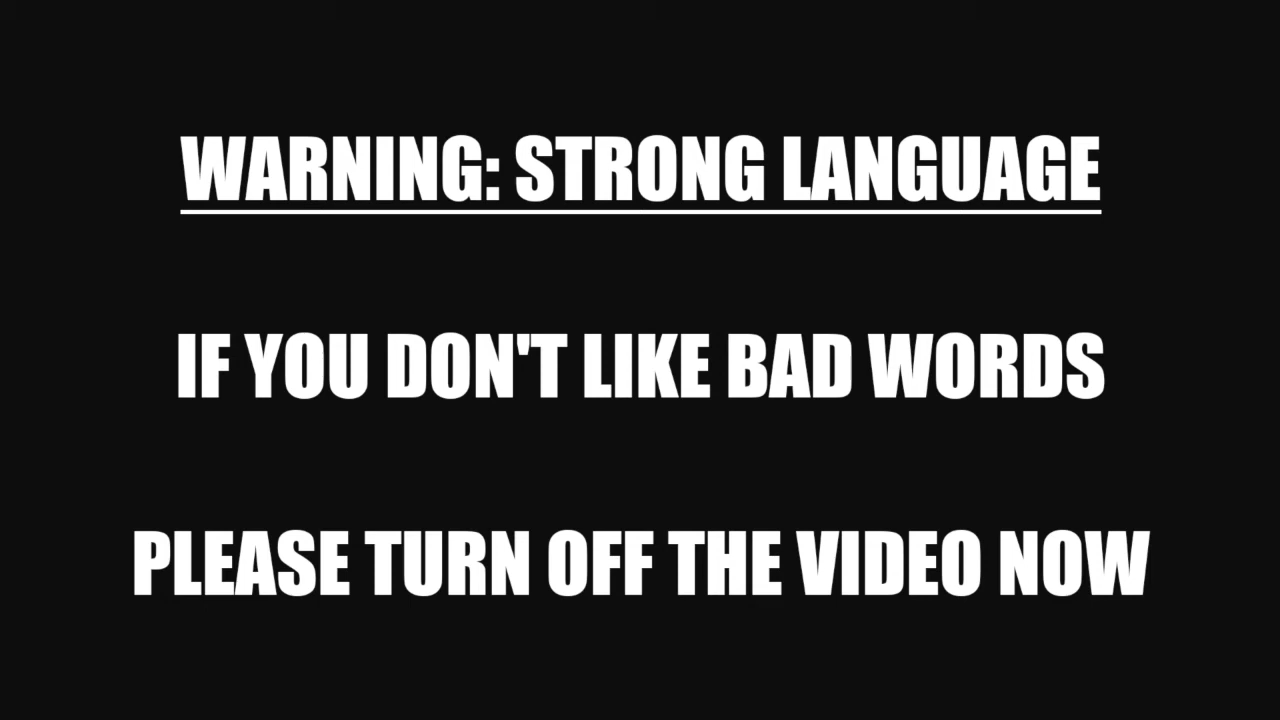 WARNING: STRONG LANGUAGE
IF YOU DON'T LIKE BAD WORDS
PLEASE TURN OFF THE VIDEO NOW